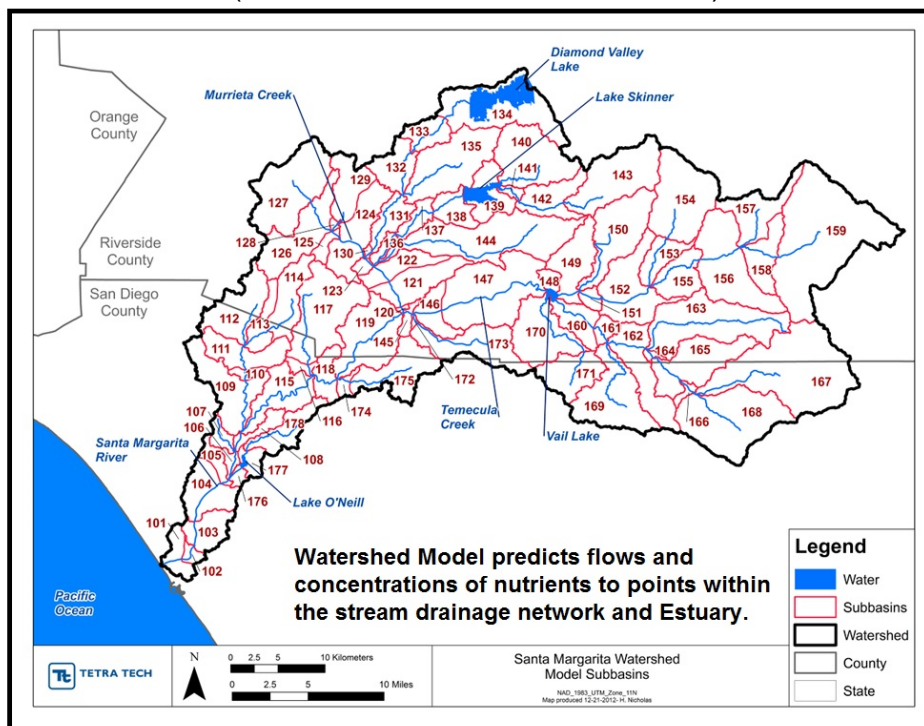 Diamond Valley
Lake
Murrieta Creek
Lake Skinner
Orange
County
134
133
135
140
132
141
129
143
127
124
131
139
142
154
157
159
138
137
128
125
136
144
150
130
126
122
153
158
149
114
123
121
147
148
152
155
156
Riverside
County
San Diego
County
117
146
151
163
112
113
119
120
170
160
161
162
111
145
173
164
165
110
118
109
115
175
172
171
167
107
116
174
169
106
178
Temecula
Creek
166
168
Santa Margarita
River
105
108
Vail Lake
177
104
176
Lake O'Neill
101
103
102
Pacific
Ocean
Watershed Model predicts flows and
concentrations of nutrients to points within
the stream drainage network and Estuary.
Legend
Water
Subbasins
Watershed
County
State
Tt TETRA TECH
N
0 2.5 5 10 Kilometers
0 2.5 5 10 Miles
Santa Margarita Watershed
Model Subbasins
NAD_1983_UTM_Zone_11N
Map produced 12-21-2012- H. Nicholas